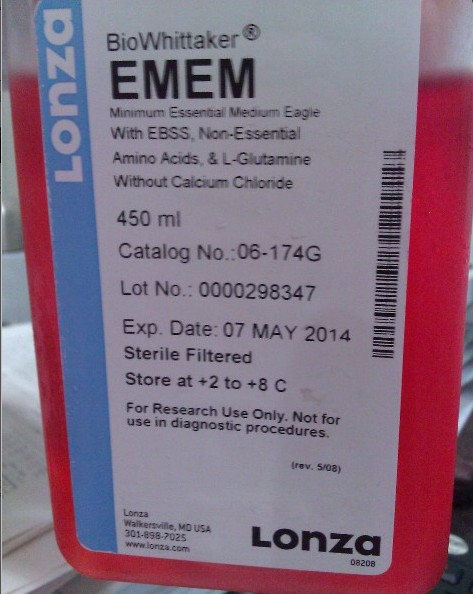 Lonza
BioWhittaker®
EMEM
Minimum Essential Medium Eagle
With EBSS, Non-Essential
Amino Acids, & L-Glutamine
Without Calcium Chloride
450 ml
Catalog No.:06-174G
Lot No.: 0000298347
Exp. Date: 07 MAY 2014
Sterile Filtered
Store at +2 to +8 C
For Research Use Only. Not for
use in diagnostic procedures.
(rev. 5/08)
Lonza
Walkersville, MD USA
301-898-7025
www.lonza.com
Lonza
08208